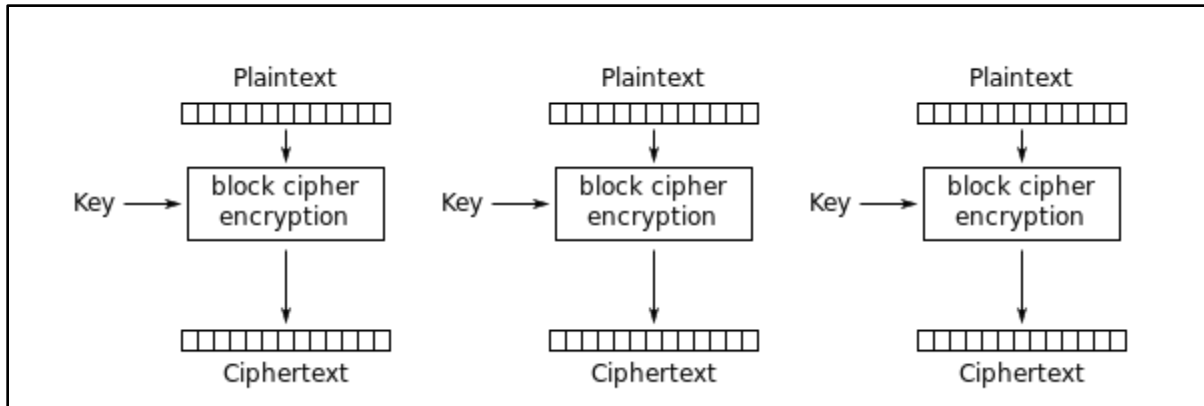 Plaintext
Plaintext
Plaintext
Key
block cipher
encryption
Key
block cipher
encryption
Key
block cipher
encryption
Ciphertext
Ciphertext
Ciphertext